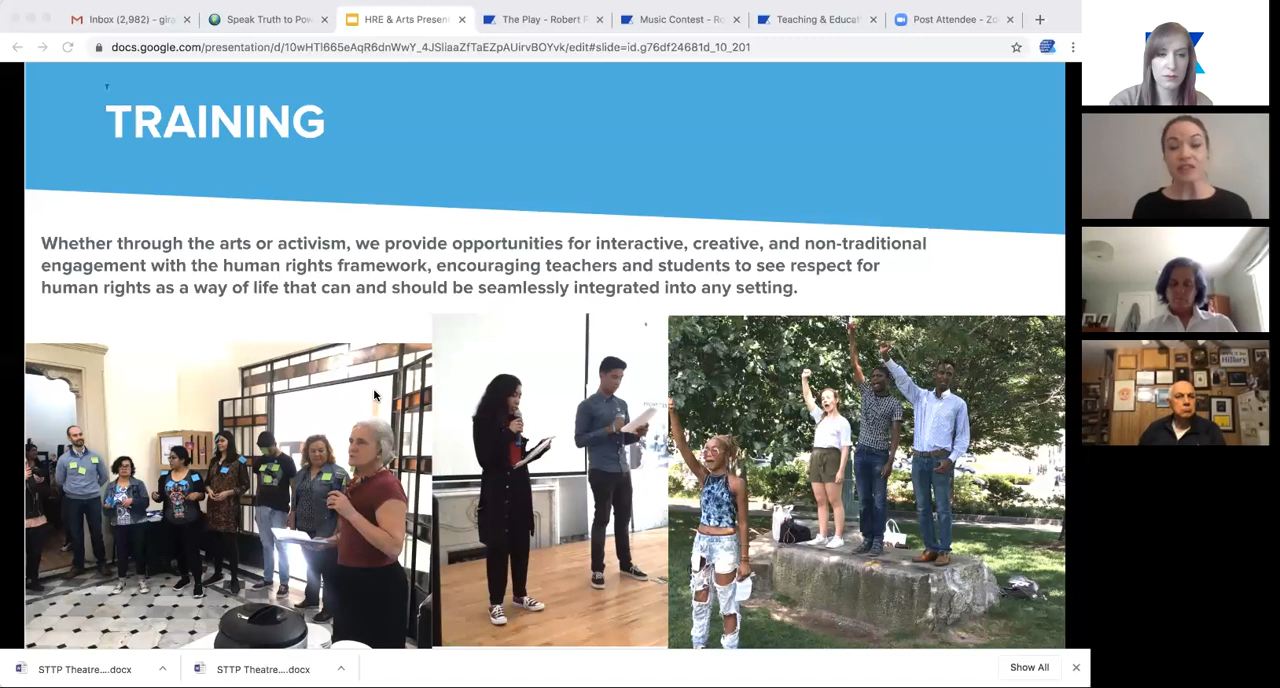 Inbox (2,982) - gira
Speak Truth to Pow
HRE & Arts Presen
The Play - Robert F
Music Contest - Ro
Teaching & Educat
Post Attendee - Zo
docs.google.com/presentation/d/10wHTl665eAqR6dnWwY_4JSliaaZfTaEZpAUirvBOYvk/edit#slide=id.g76df24681d_10_201
TRAINING
Whether through the arts or activism, we provide opportunities for interactive, creative, and non-traditional
engagement with the human rights framework, encouraging teachers and students to see respect for
human rights as a way of life that can and should be seamlessly integrated into any setting.
Hillary
STTP Theatre....docx
STTP Theatre....docx
Show All